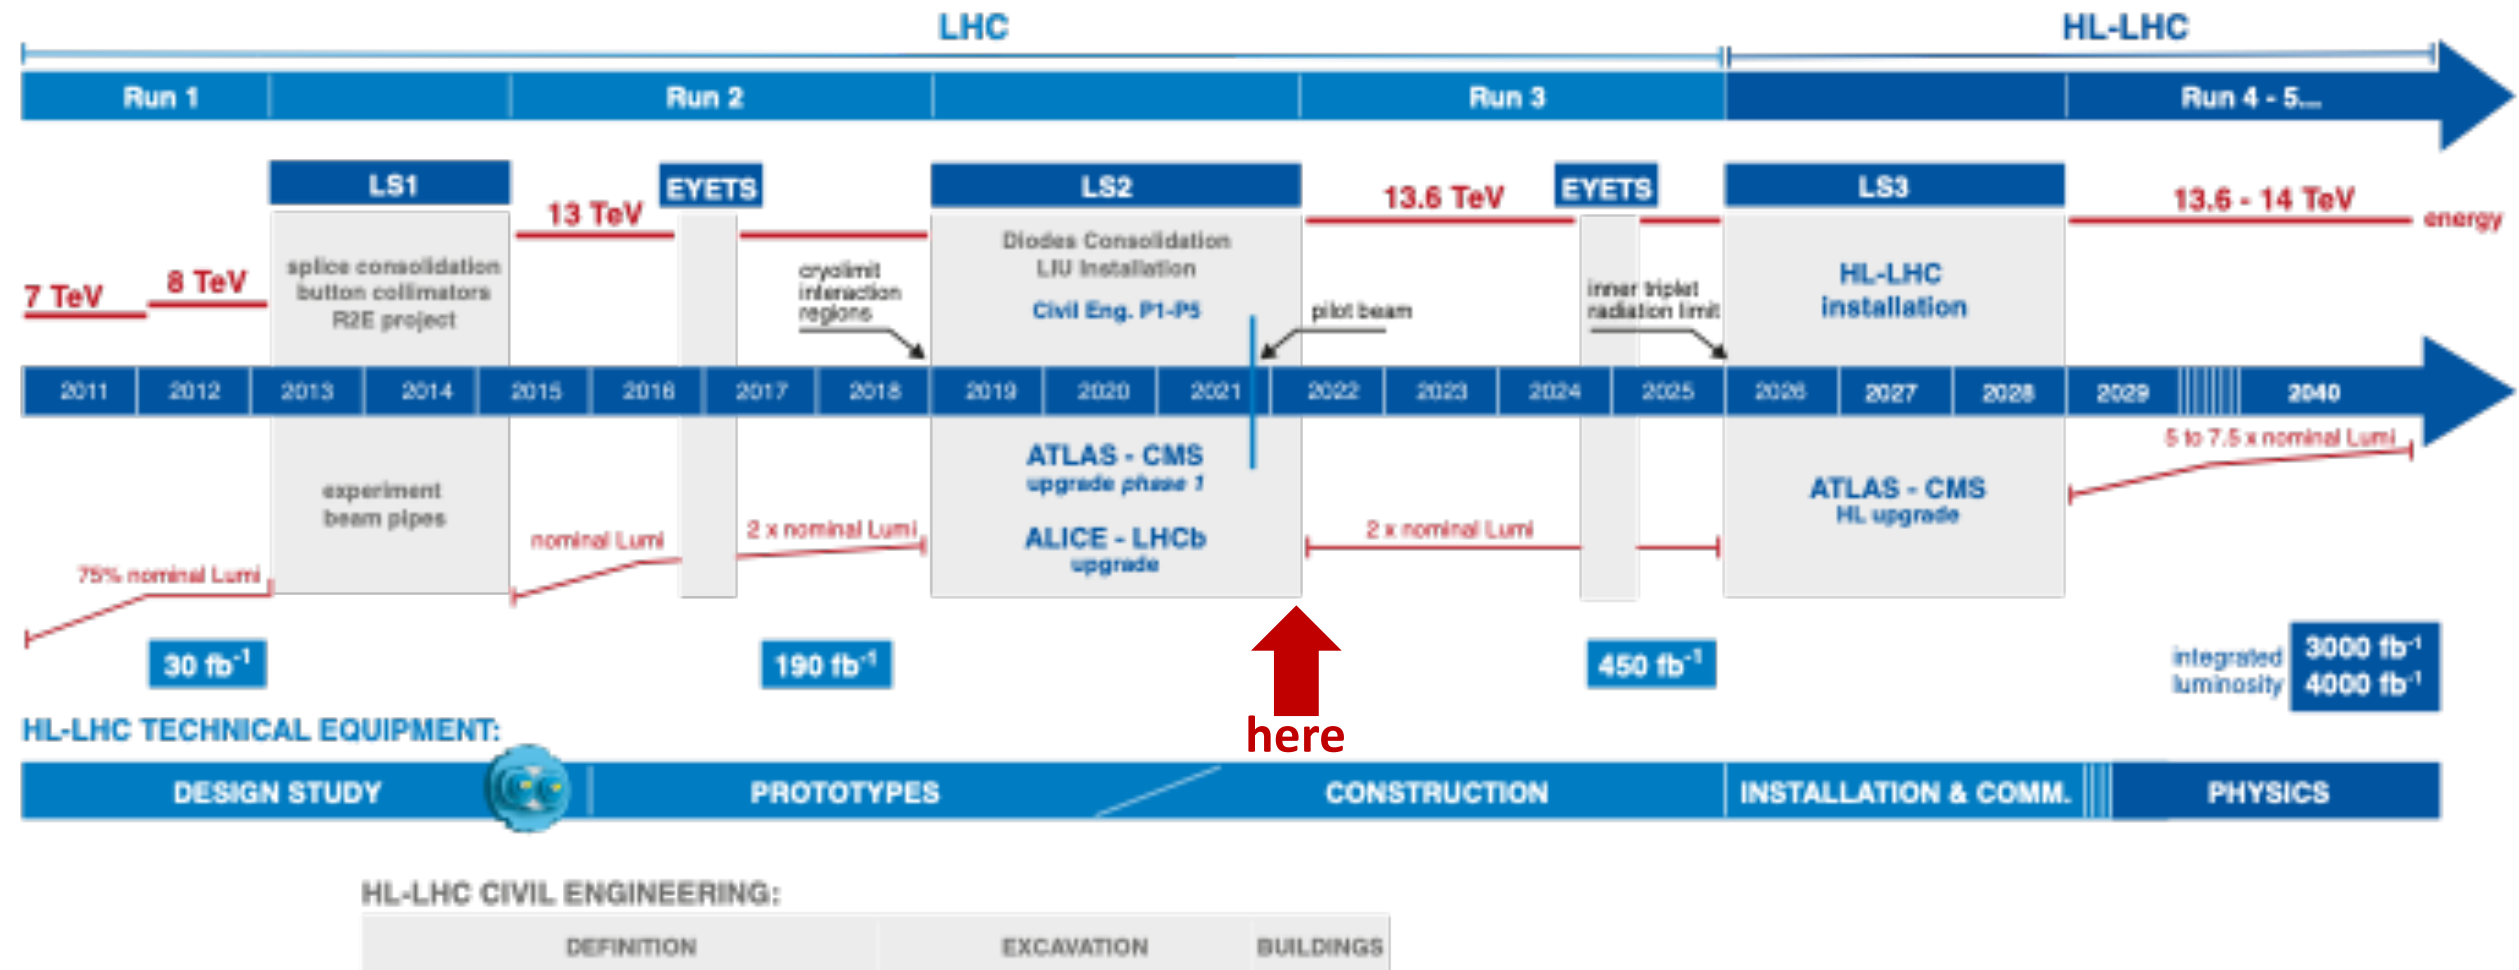 LHC
HL-LHC
Run 1
Run 2
Run 3
Run 4 - 5...
LS1
EYETS
LS2
EYETS
LS3
13 TeV
13.6 TeV
13.6 - 14 TeV
energy
7 TeV
8 TeV
splice consolidation
button collimators
R2E project
cryolimit
interaction
regions
Diodes Consolidation
LIU Installation
Civil Eng. P1-P5
pilot beam
inner triplet
radiation limit
HL-LHC
installation
2011
2012
2013
2014
2015
2016
2017
2018
2019
2020
2021
2022
2023
2024
2025
2026
2027
2028
2029
2040
5 to 7.5 x nominal Lumi
experiment
beam pipes
ATLAS - CMS
upgrade phase 1
ALICE - LHCb
upgrade
ATLAS - CMS
HL upgrade
75% nominal Lumi
nominal Lumi
2 x nominal Lumi
2 x nominal Lumi
30 fb⁻¹
190 fb⁻¹
450 fb⁻¹
integrated
luminosity
3000 fb⁻¹
4000 fb⁻¹
here
HL-LHC TECHNICAL EQUIPMENT:
DESIGN STUDY
PROTOTYPES
CONSTRUCTION
INSTALLATION & COMM.
PHYSICS
HL-LHC CIVIL ENGINEERING:
DEFINITION
EXCAVATION
BUILDINGS